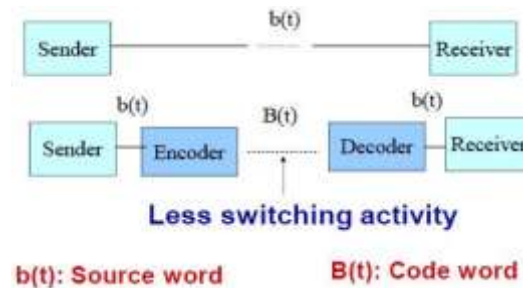 b(t)
Sender Receiver
b(t) B(t) b(t)
Sender Encoder Decoder Receiver
Less switching activity
b(t): Source word B(t): Code word